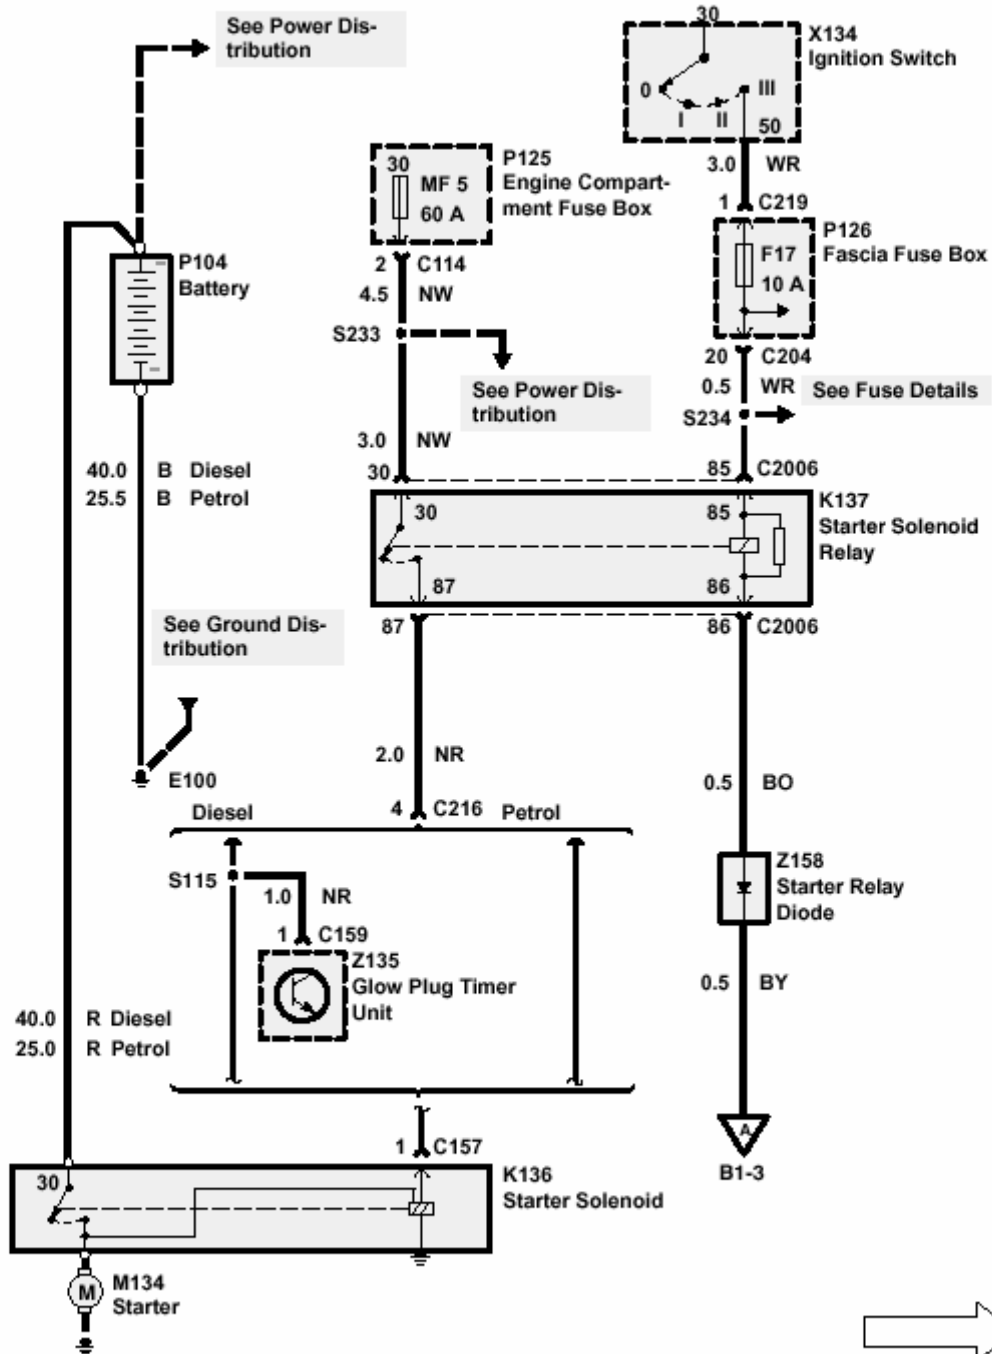 See Power Dis-
tribution
30
X134
Ignition Switch
0
I
II
III
50
3.0 WR
1 C219
30
MF 5
60 A
P125
Engine Compart-
ment Fuse Box
2 C114
4.5 NW
S233
See Power Dis-
tribution
3.0 NW
30
P126
Fascia Fuse Box
F17
10 A
20 C204
0.5 WR
See Fuse Details
S234
85 C2006
P104
Battery
40.0 B Diesel
25.5 B Petrol
See Ground Dis-
tribution
E100
30
85
K137
Starter Solenoid
Relay
87
86
87
86 C2006
2.0 NR
0.5 BO
Diesel
4 C216
Petrol
S115
1.0 NR
1 C159
Z135
Glow Plug Timer
Unit
Z158
Starter Relay
Diode
0.5 BY
40.0 R Diesel
25.0 R Petrol
A
B1-3
1 C157
30
K136
Starter Solenoid
M
M134
Starter